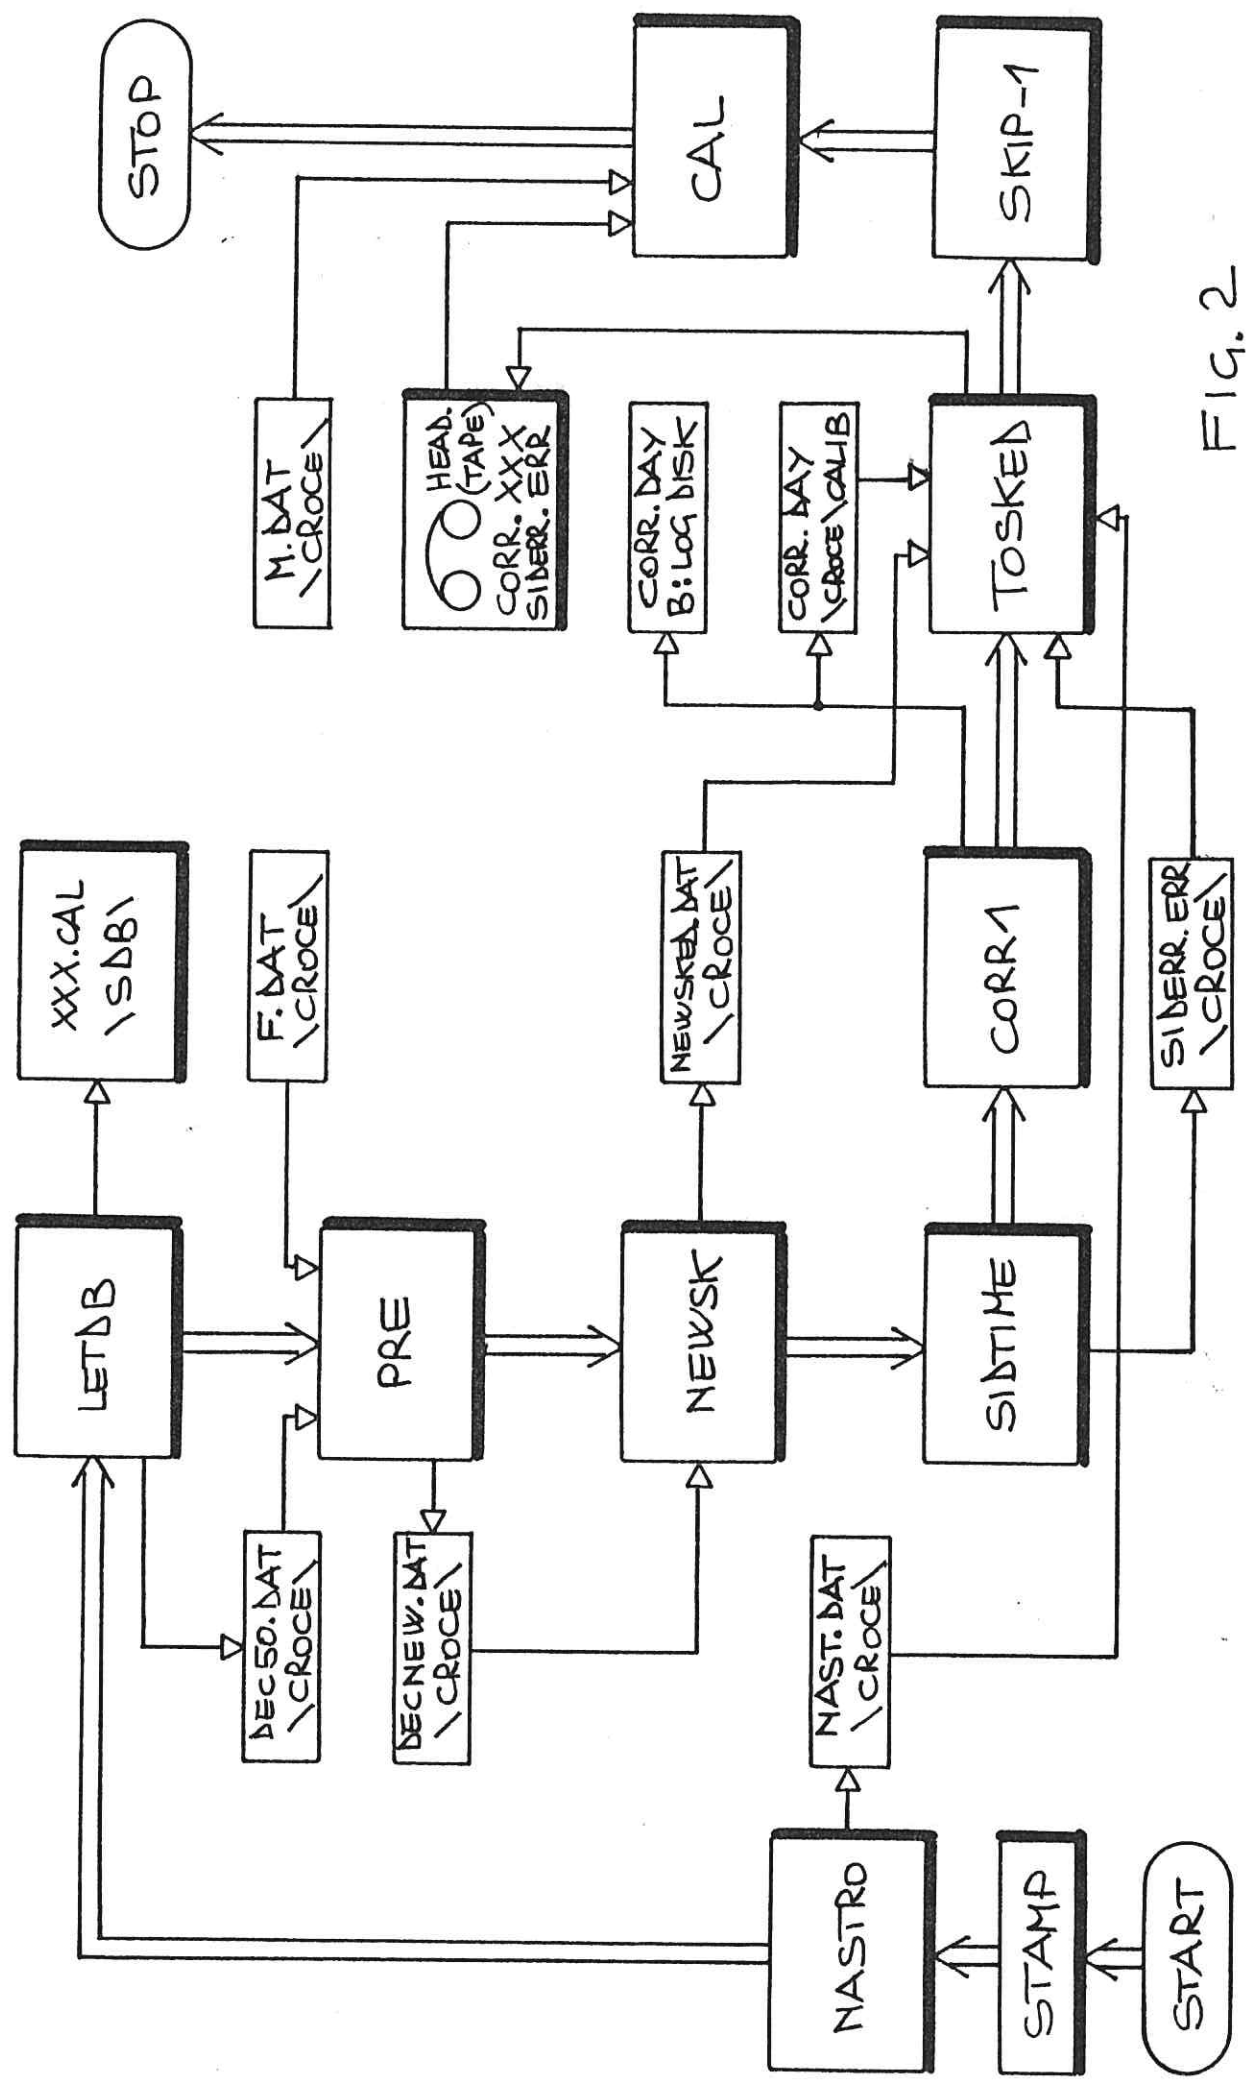 START
STAMP
NASTRO
NAST.DAT
\CROCE\
LETDB
XXX.CAL
\SDB\
DEC50.DAT
\CROCE\
F.DAT
\CROCE\
PRE
DECNEW.DAT
\CROCE\
NEWSK
NEWSKED.DAT
\CROCE\
SIDTIME
SIDERR.ERR
\CROCE\
CORR1
CORR.DAY
B:LOG DISK
CORR.DAY
\CROCE\CALIB
TOSKED
HEAD.
(TAPE)
CORR.XXX
SIDERR.ERR
M.DAT
\CROCE\
SKIP-1
CAL
STOP
FIG. 2